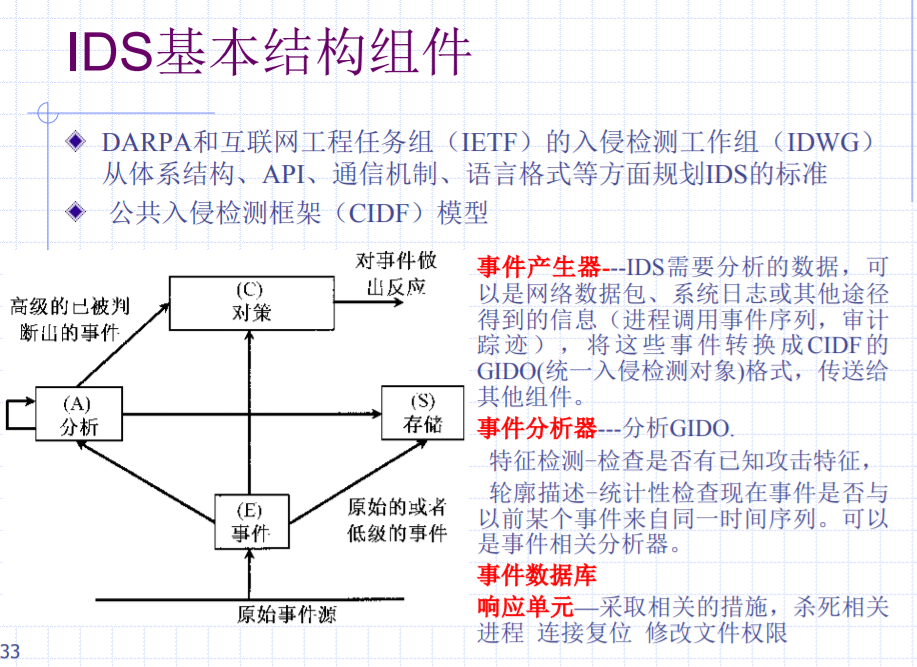 IDS基本结构组件
DARPA和互联网工程任务组（IETF）的入侵检测工作组（IDWG）
从体系结构、API、通信机制、语言格式等方面规划IDS的标准
公共入侵检测框架（CIDF）模型
对事件做
出反应
(C)
对策
高级的已被判
断出的事件
(A)
分析
(S)
存储
(E)
事件
原始的或者
低级的事件
原始事件源
事件产生器---IDS需要分析的数据，可
以是网络数据包、系统日志或其他途径
得到的信息（进程调用事件序列，审计
踪迹），将这些事件转换成CIDF的
GIDO(统一入侵检测对象)格式，传送给
其他组件。
事件分析器---分析GIDO.
特征检测-检查是否有已知攻击特征，
轮廓描述-统计性检查现在事件是否与
以前某个事件来自同一时间序列。可以
是事件相关分析器。
事件数据库
响应单元—采取相关的措施，杀死相关
进程 连接复位 修改文件权限
33